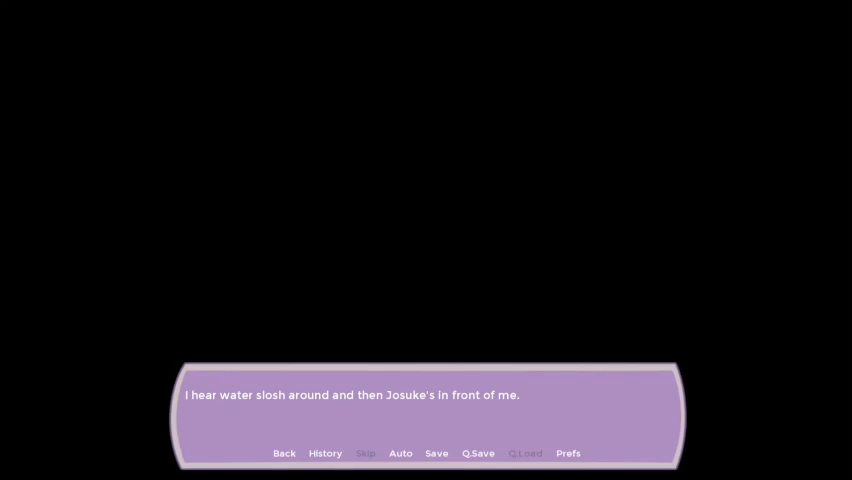 I hear water slosh around and then Josuke's in front of me.
Back History Skip Auto Save Q.Save Q.Load Prefs